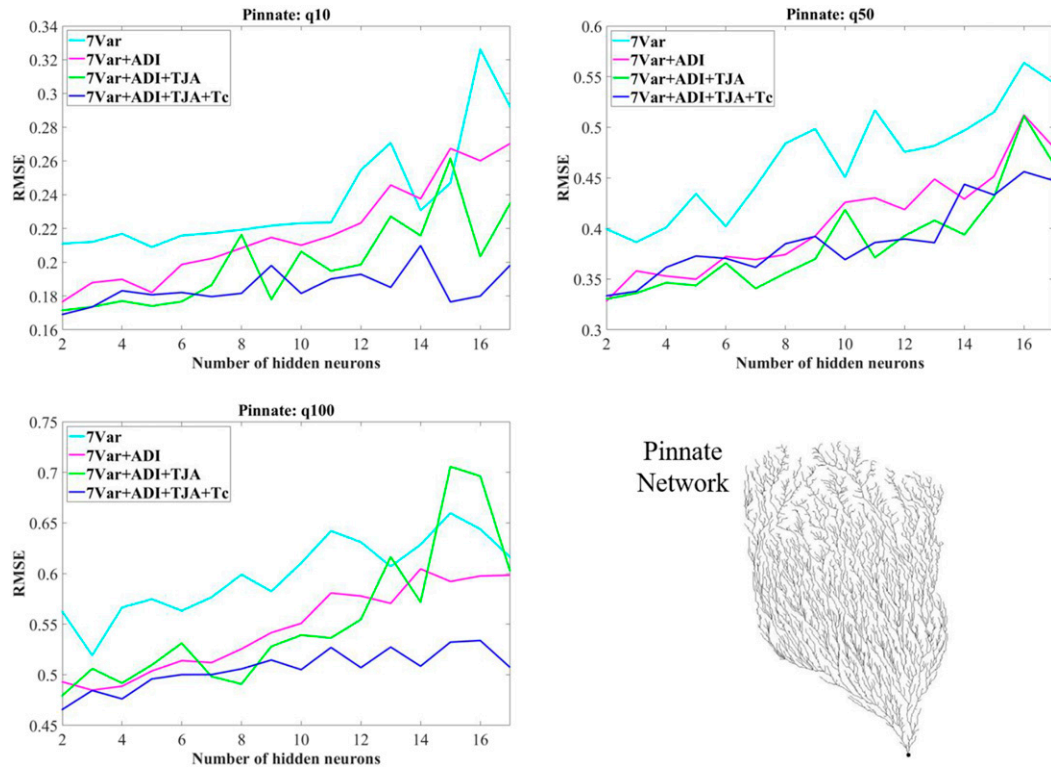 Pinnate: q10
0.34
0.32
0.3
0.28
0.26
0.24
0.22
0.2
0.18
0.16
RMSE
7Var
7Var+ADI
7Var+ADI+TJA
7Var+ADI+TJA+Tc
2 4 6 8 10 12 14 16
Number of hidden neurons
Pinnate: q50
0.6
0.55
0.5
0.45
0.4
0.35
0.3
RMSE
7Var
7Var+ADI
7Var+ADI+TJA
7Var+ADI+TJA+Tc
2 4 6 8 10 12 14 16
Number of hidden neurons
Pinnate: q100
0.75
0.7
0.65
0.6
0.55
0.5
0.45
RMSE
7Var
7Var+ADI
7Var+ADI+TJA
7Var+ADI+TJA+Tc
2 4 6 8 10 12 14 16
Number of hidden neurons
Pinnate
Network